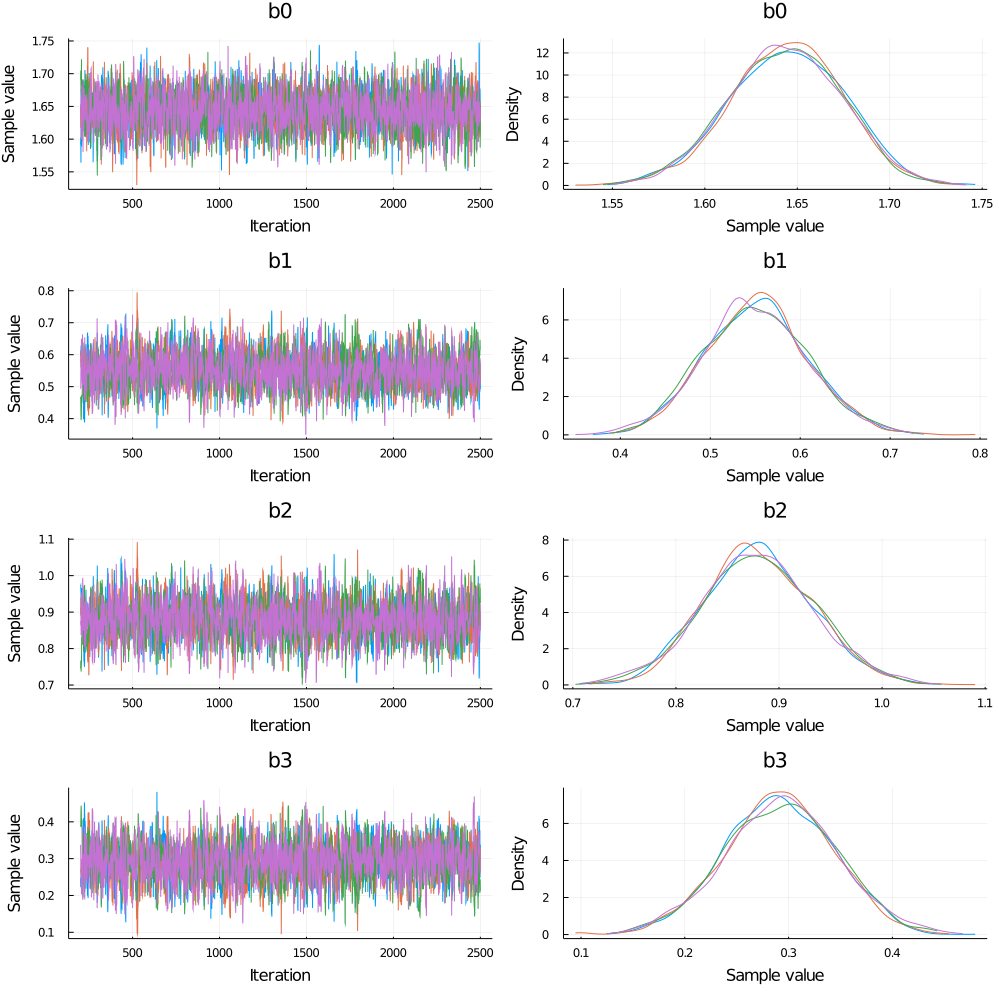 b0
b0
Sample value
1.75
1.70
1.65
1.60
1.55
500 1000 1500 2000 2500
Iteration
Density
12
10
8
6
4
2
0
1.55 1.60 1.65 1.70 1.75
Sample value
b1
b1
Sample value
0.8
0.7
0.6
0.5
0.4
500 1000 1500 2000 2500
Iteration
Density
6
4
2
0
0.4 0.5 0.6 0.7 0.8
Sample value
b2
b2
Sample value
1.1
1.0
0.9
0.8
0.7
500 1000 1500 2000 2500
Iteration
Density
8
6
4
2
0
0.7 0.8 0.9 1.0 1.1
Sample value
b3
b3
Sample value
0.4
0.3
0.2
0.1
500 1000 1500 2000 2500
Iteration
Density
6
4
2
0
0.1 0.2 0.3 0.4
Sample value